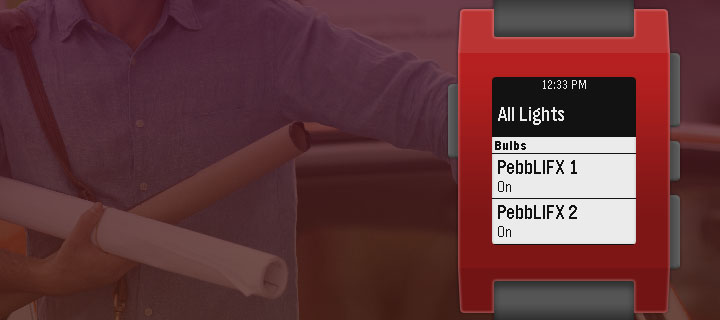 12:33 PM
All Lights
Bulbs
PebbLIFX 1
On
PebbLIFX 2
On